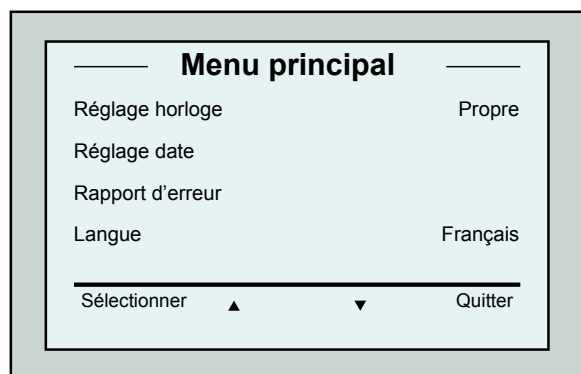 Menu principal
Réglage horloge Propre
Réglage date
Rapport d'erreur
Langue Français
Sélectionner ▲ ▼ Quitter